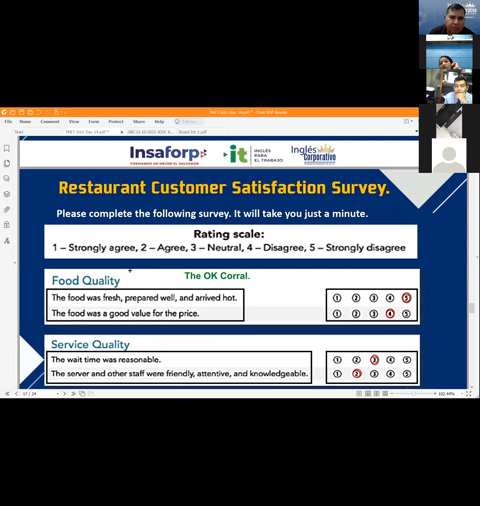 File Home View Form Protect Share Help
Insaforp
FORMANDO UN MEJOR EL SALVADOR
it
INGLÉS
PARA EL
TRABAJO
Inglés
Corporativo
Restaurant Customer Satisfaction Survey.
Please complete the following survey. It will take you just a minute.
Rating scale:
1 – Strongly agree, 2 – Agree, 3 – Neutral, 4 – Disagree, 5 – Strongly disagree
The OK Corral.
Food Quality
The food was fresh, prepared well, and arrived hot. 1 2 3 4 5
The food was a good value for the price. 1 2 3 4 5
Service Quality
The wait time was reasonable. 1 2 3 4 5
The server and other staff were friendly, attentive, and knowledgeable. 1 2 3 4 5
17 / 24
102.44%